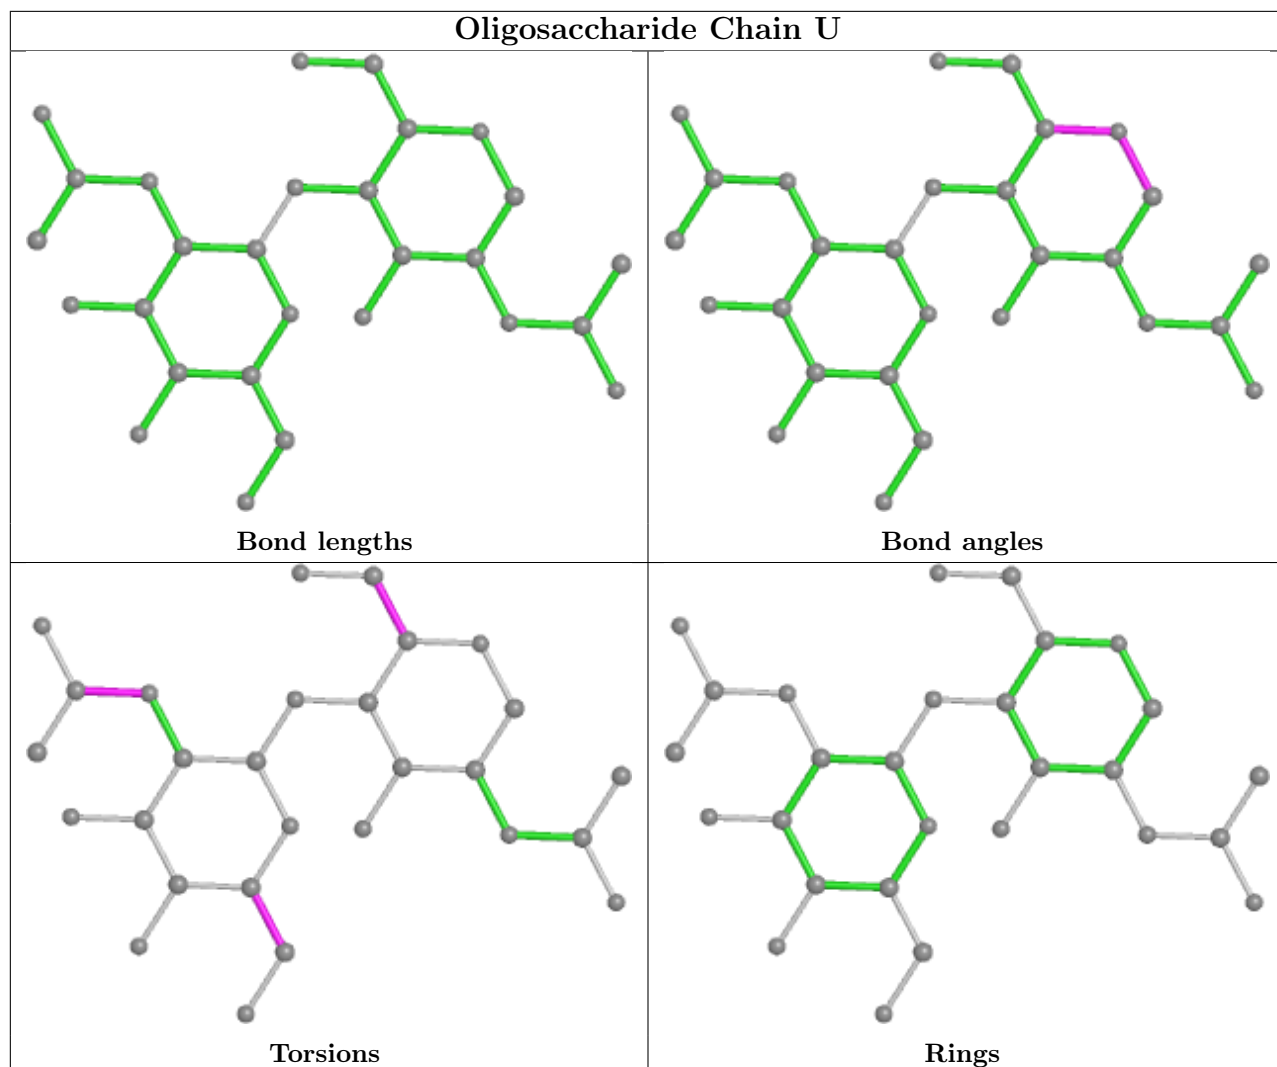 Oligosaccharide Chain U
Bond lengths
Bond angles
Torsions
Rings